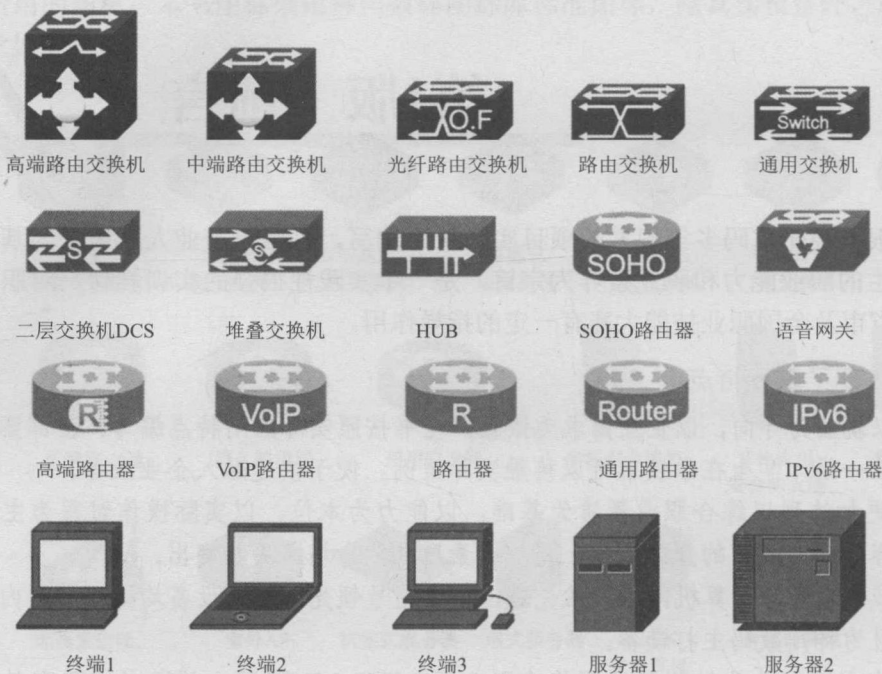 O.F
Switch
高端路由交换机 中端路由交换机 光纤路由交换机 路由交换机 通用交换机
S S SOHO
二层交换机DCS 堆叠交换机 HUB SOHO路由器 语音网关
R VoIP R Router IPv6
高端路由器 VoIP路由器 路由器 通用路由器 IPv6路由器
终端1 终端2 终端3 服务器1 服务器2